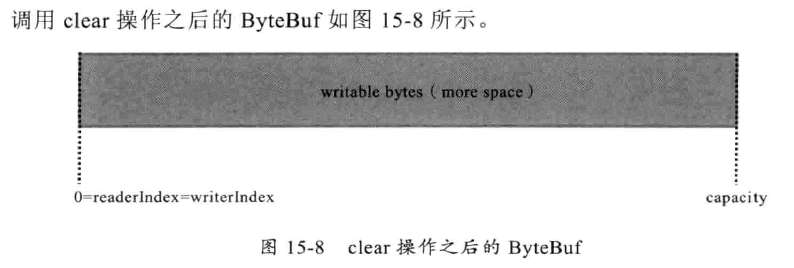 调用 clear 操作之后的 ByteBuf 如图 15-8 所示。
writable bytes（more space）
0=readerIndex=writerIndex
capacity
图 15-8 clear 操作之后的 ByteBuf